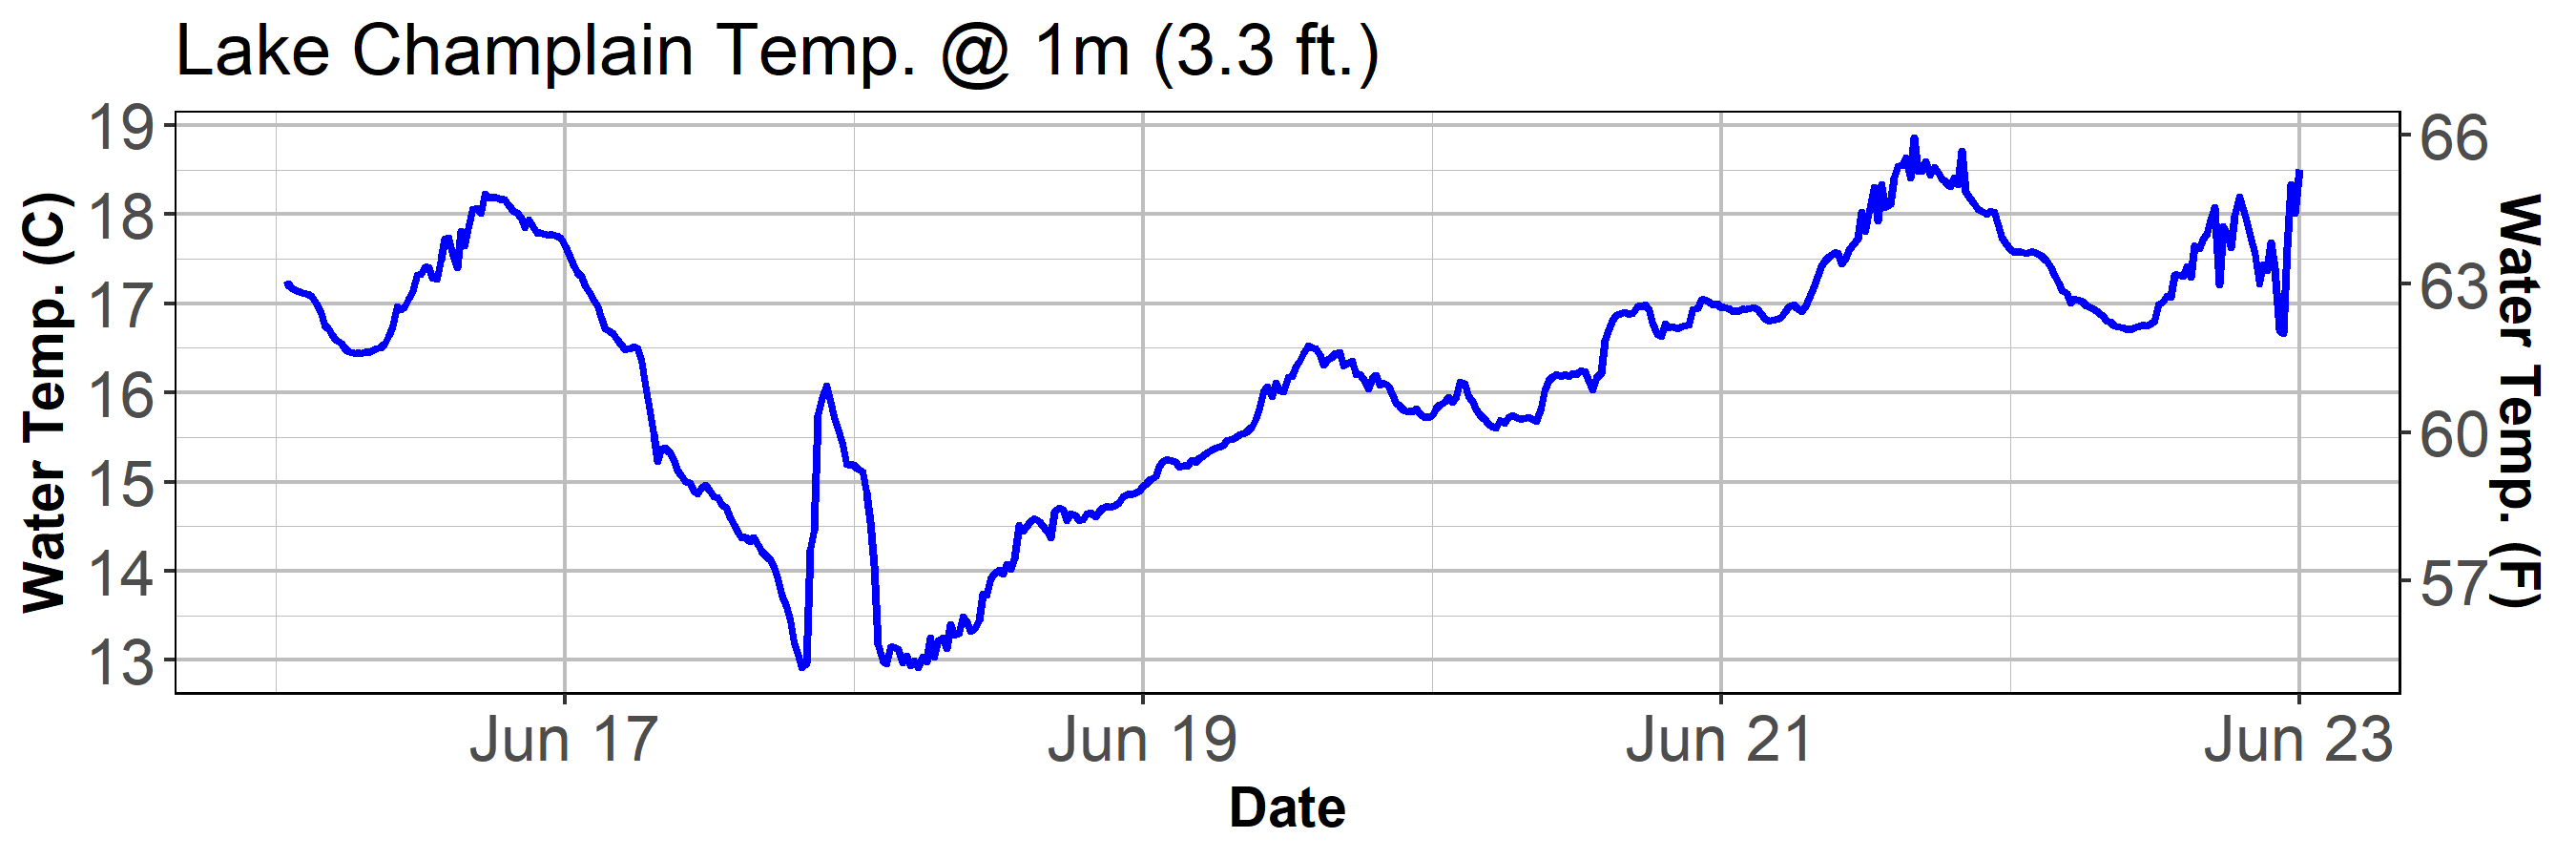 Lake Champlain Temp. @ 1m (3.3 ft.)
Water Temp. (C)
19
18
17
16
15
14
13
66
63
60
57
Water Temp. (F)
Jun 17 Jun 19 Jun 21 Jun 23
Date